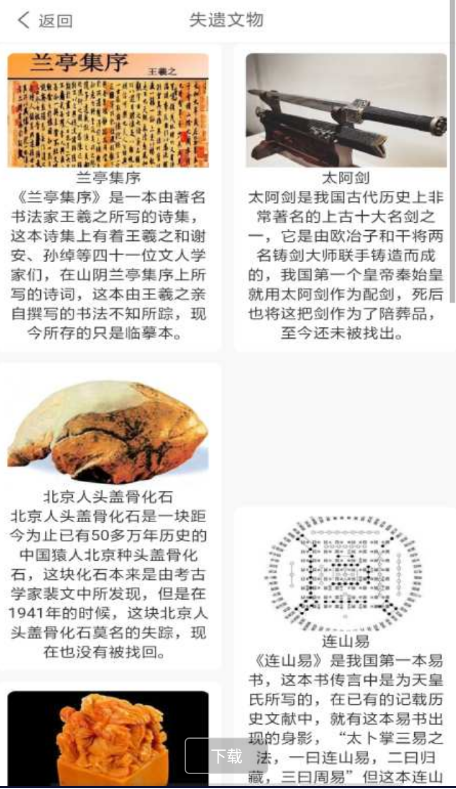 返回
失遗文物
兰亭集序
王羲之
兰亭集序
《兰亭集序》是一本由著名
书法家王羲之所写的诗集,
这本诗集上有着王羲之和谢
安、孙绰等四十一位文人学
家们,在山阴兰亭集序上所
写的诗词,这本由王羲之亲
自撰写的书法不知所踪,现
今所存的只是临摹本。
太阿剑
太阿剑是我国古代历史上非
常著名的上古十大名剑之
一,它是由欧冶子和干将两
名铸剑大师联手铸造而成
的,我国第一个皇帝秦始皇
就用太阿剑作为配剑,死后
也将这把剑作为了陪葬品,
至今还未被找出。
北京人头盖骨化石
北京人头盖骨化石是一块距
今为止已有50多万年历史的
中国猿人北京种头盖骨化
石,这块化石本来是由考古
学家裴文中所发现,但是在
1941年的时候,这块北京人
头盖骨化石莫名的失踪,现
在也没有被找回。
连山易
《连山易》是我国第一本易
书,这本书传言中是为天皇
氏所写的,在已有的记载历
史文献中,就有这本易书出
现的身影,“太卜掌三易之
法,一曰连山易,二曰归
藏,三曰周易”但这本连山
下载